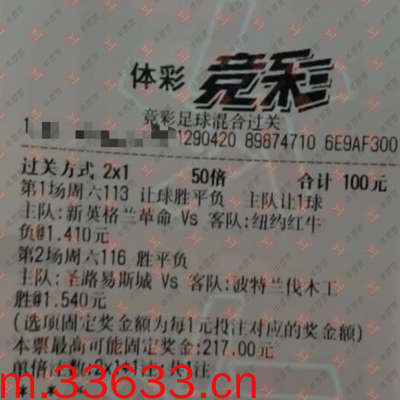 体彩 竞彩
竞彩足球混合过关
1 1290420 89874710 6E9AF300
过关方式 2x1 50倍 合计 100元
第1场周六113 让球胜平负 主队让1球
主队:新英格兰革命 Vs 客队:纽约红牛
负@1.410元
第2场周六116 胜平负
主队:圣路易斯城 Vs 客队:波特兰伐木工
胜@1.540元
(选项固定奖金额为每1元投注对应的奖金额)
本票最高可能固定奖金:217.00元
m.33633.cn